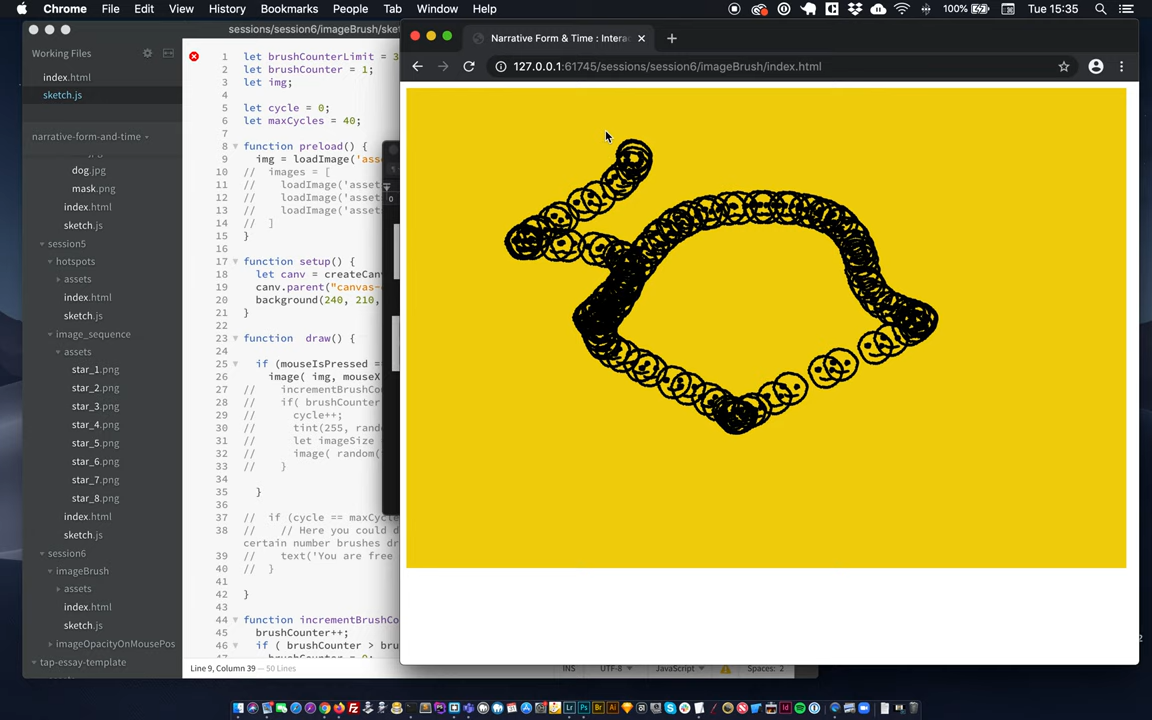 Chrome File Edit View History Bookmarks People Tab Window Help 100% Tue 15:35
sessions/session6/imageBrush/sket
Working Files
index.html
sketch.js
narrative-form-and-time
dog.jpg
mask.png
index.html
sketch.js
session5
hotspots
assets
index.html
sketch.js
image_sequence
assets
star_1.png
star_2.png
star_3.png
star_4.png
star_5.png
star_6.png
star_7.png
star_8.png
index.html
sketch.js
session6
imageBrush
assets
index.html
sketch.js
imageOpacityOnMousePos
tap-essay-template
1 let brushCounterLimit = 3
2 let brushCounter = 1;
3 let img;
4
5 let cycle = 0;
6 let maxCycles = 40;
7
8 function preload() {
9 img = loadImage('asse
10 // images = [
11 // loadImage('asset
12 // loadImage('asset
13 // loadImage('asset
14 // ]
15 }
16
17 function setup() {
18 let canv = createCanv
19 canv.parent("canvas-
20 background(240, 210,
21 }
22
23 function draw() {
24
25 if (mouseIsPressed =
26 image( img, mouseX
27 // incrementBrushCou
28 // if( brushCounter
29 // cycle++;
30 // tint(255, rando
31 // let imageSize
32 // image( random(
33 // }
34
35 }
36
37 // if (cycle == maxCycle
38 // // Here you could d
certain number brushes dr
39 // text('You are free
40 // }
41
42 }
43
44 function incrementBrushCo
45 brushCounter++;
46 if ( brushCounter > bru
Line 9, Column 39 — 50 Lines
INS UTF-8 JavaScript Spaces: 2
Narrative Form & Time : Intera
127.0.0.1:61745/sessions/session6/imageBrush/index.html